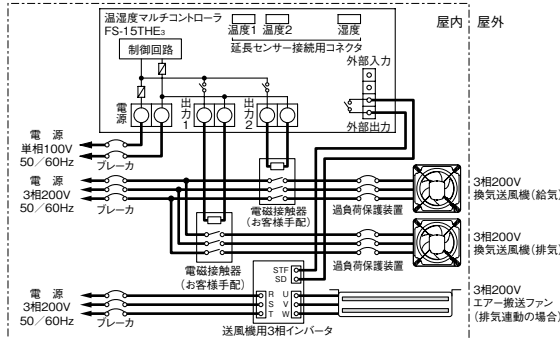 温湿度マルチコントローラ
FS-15THE₃
制御回路
温度1
温度2
湿度
延長センサー接続用コネクタ
屋内
屋外
外部入力
外部出力
電源
出力1
出力2
電源
単相100V
50／60Hz
ブレーカ
電源
3相200V
50／60Hz
ブレーカ
電磁接触器
(お客様手配)
過負荷保護装置
3相200V
換気送風機(給気)
電磁接触器
(お客様手配)
過負荷保護装置
3相200V
換気送風機(排気)
STF
SD
R U
S V
T W
電源
3相200V
50／60Hz
ブレーカ
送風機用3相インバータ
3相200V
エアー搬送ファン
(排気連動の場合)